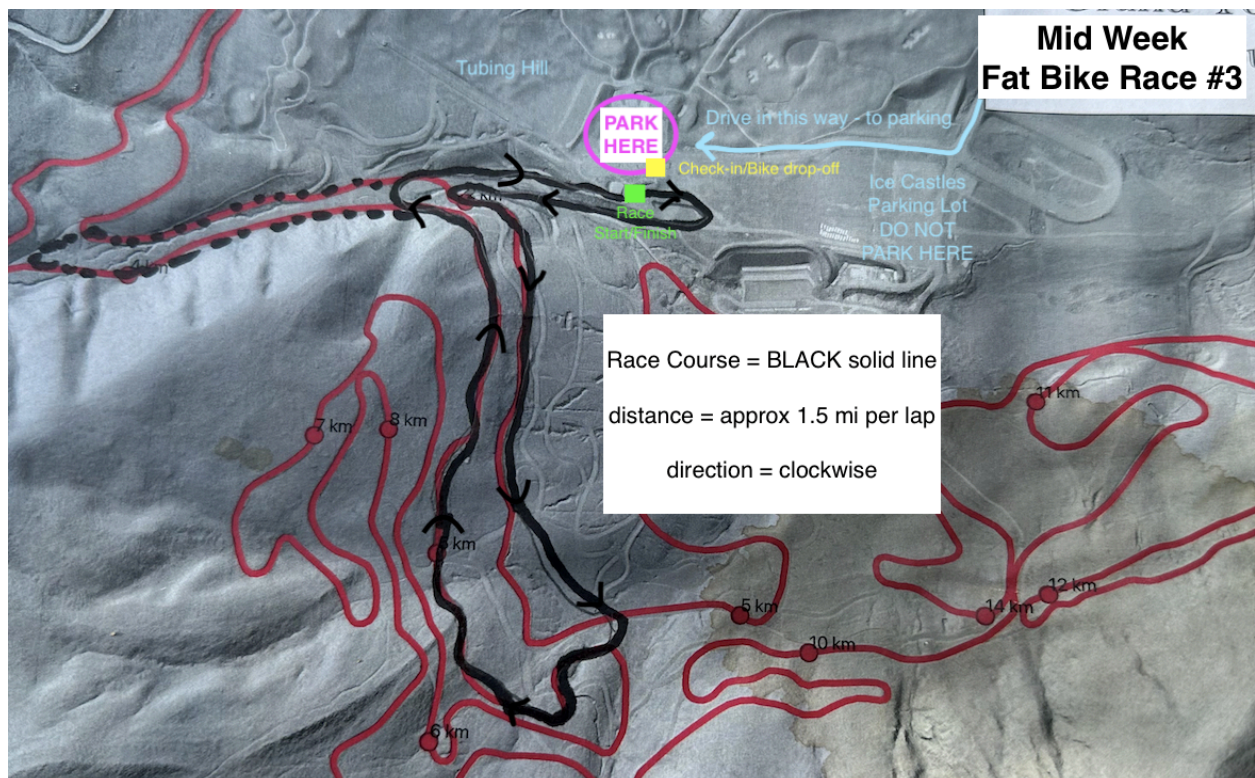 Mid Week
Fat Bike Race #3
Tubing Hill
PARK
HERE
Drive in this way - to parking
Check-in/Bike drop-off
Ice Castles
Parking Lot
DO NOT
PARK HERE
Race
Start/Finish
km
Race Course = BLACK solid line
distance = approx 1.5 mi per lap
direction = clockwise
7 km
8 km
11 km
km
5 km
14 km
12 km
10 km
6 km